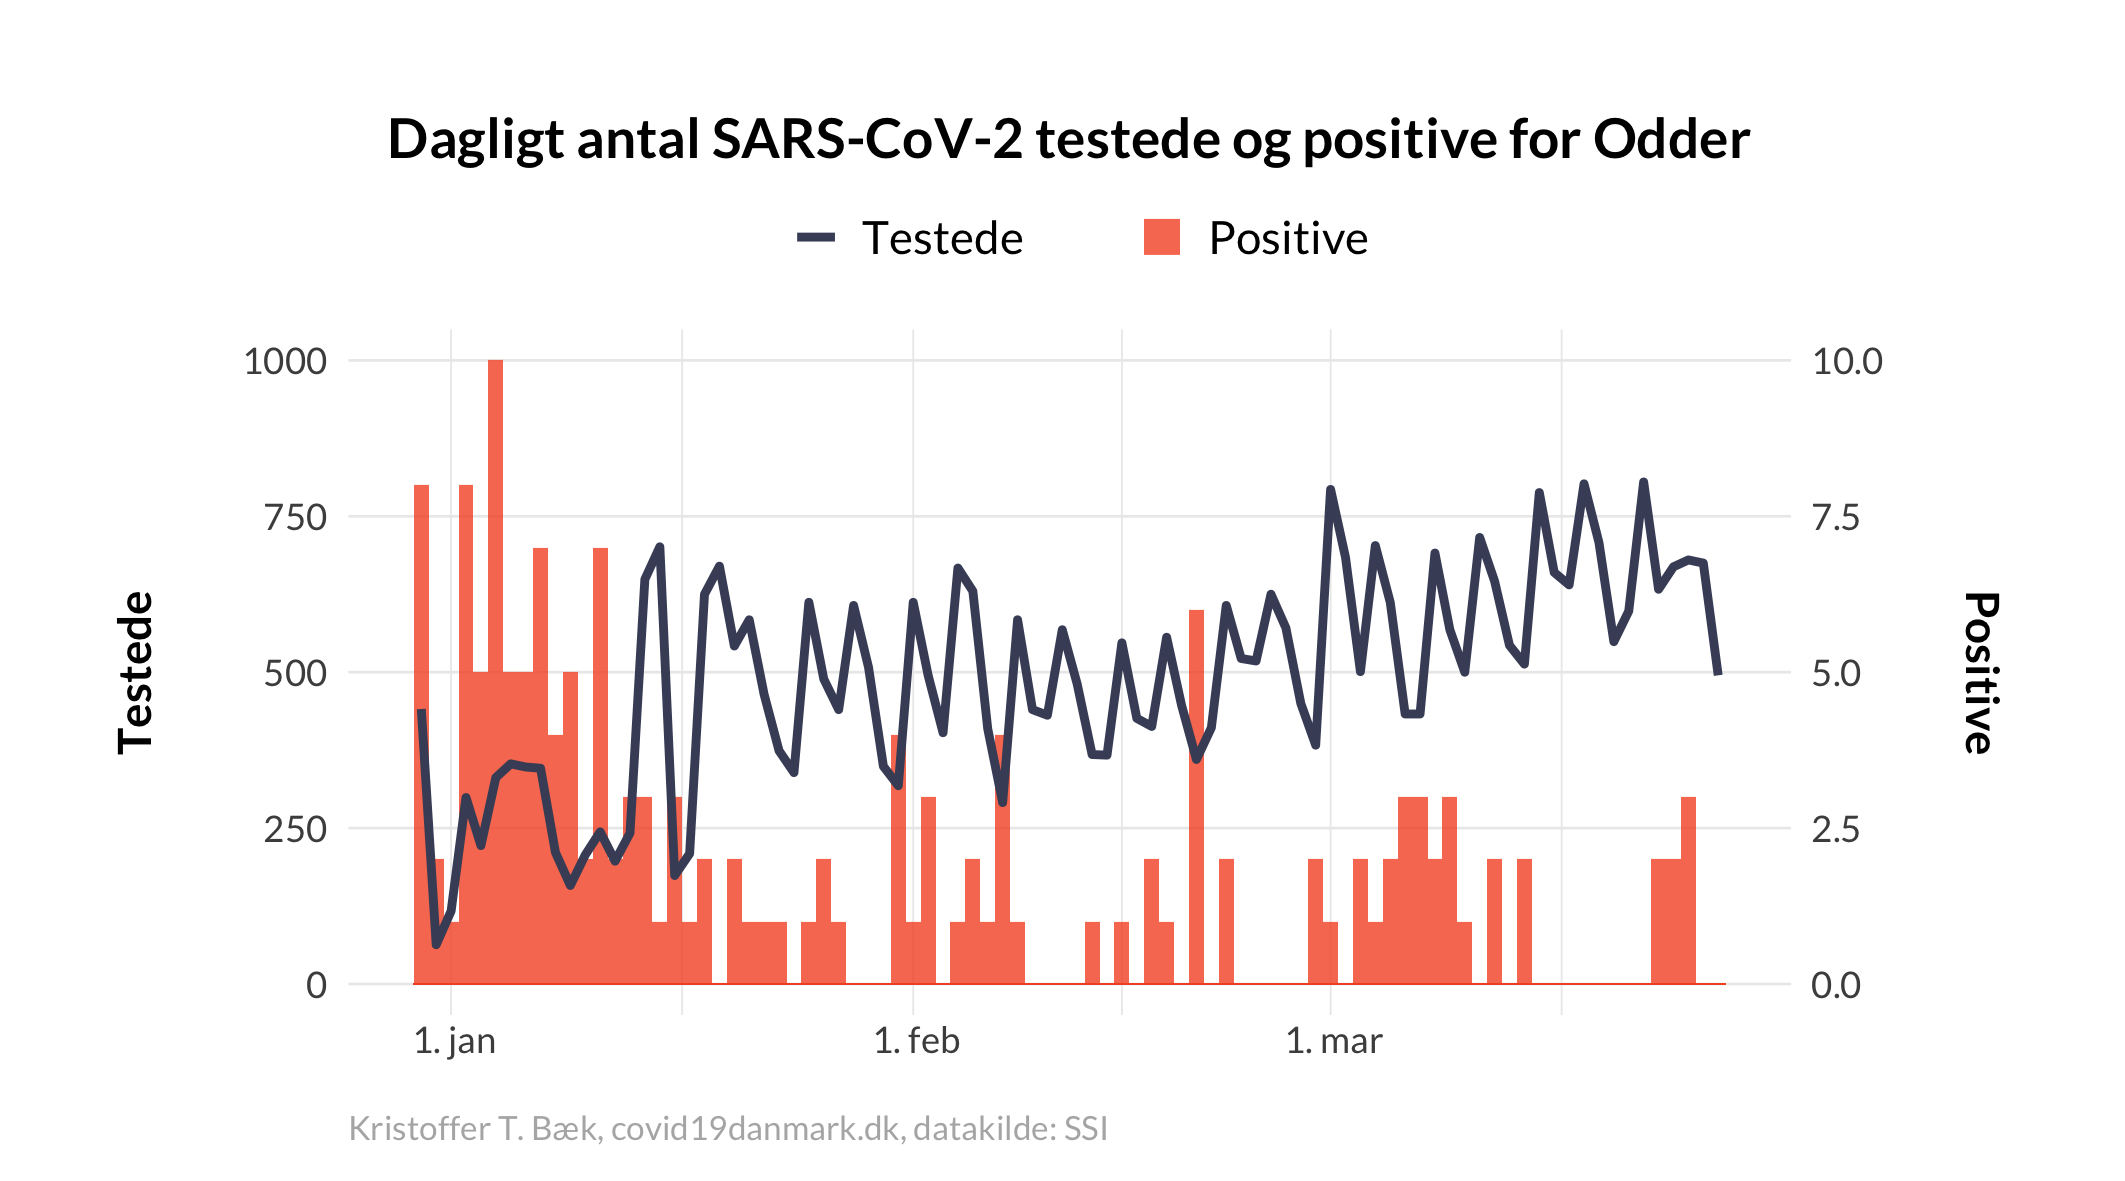 Dagligt antal SARS-CoV-2 testede og positive for Odder
Testede
Positive
1000
750
500
250
0
10.0
7.5
5.0
2.5
0.0
Testede
Positive
1. jan
1. feb
1. mar
Kristoffer T. Bæk, covid19danmark.dk, datakilde: SSI